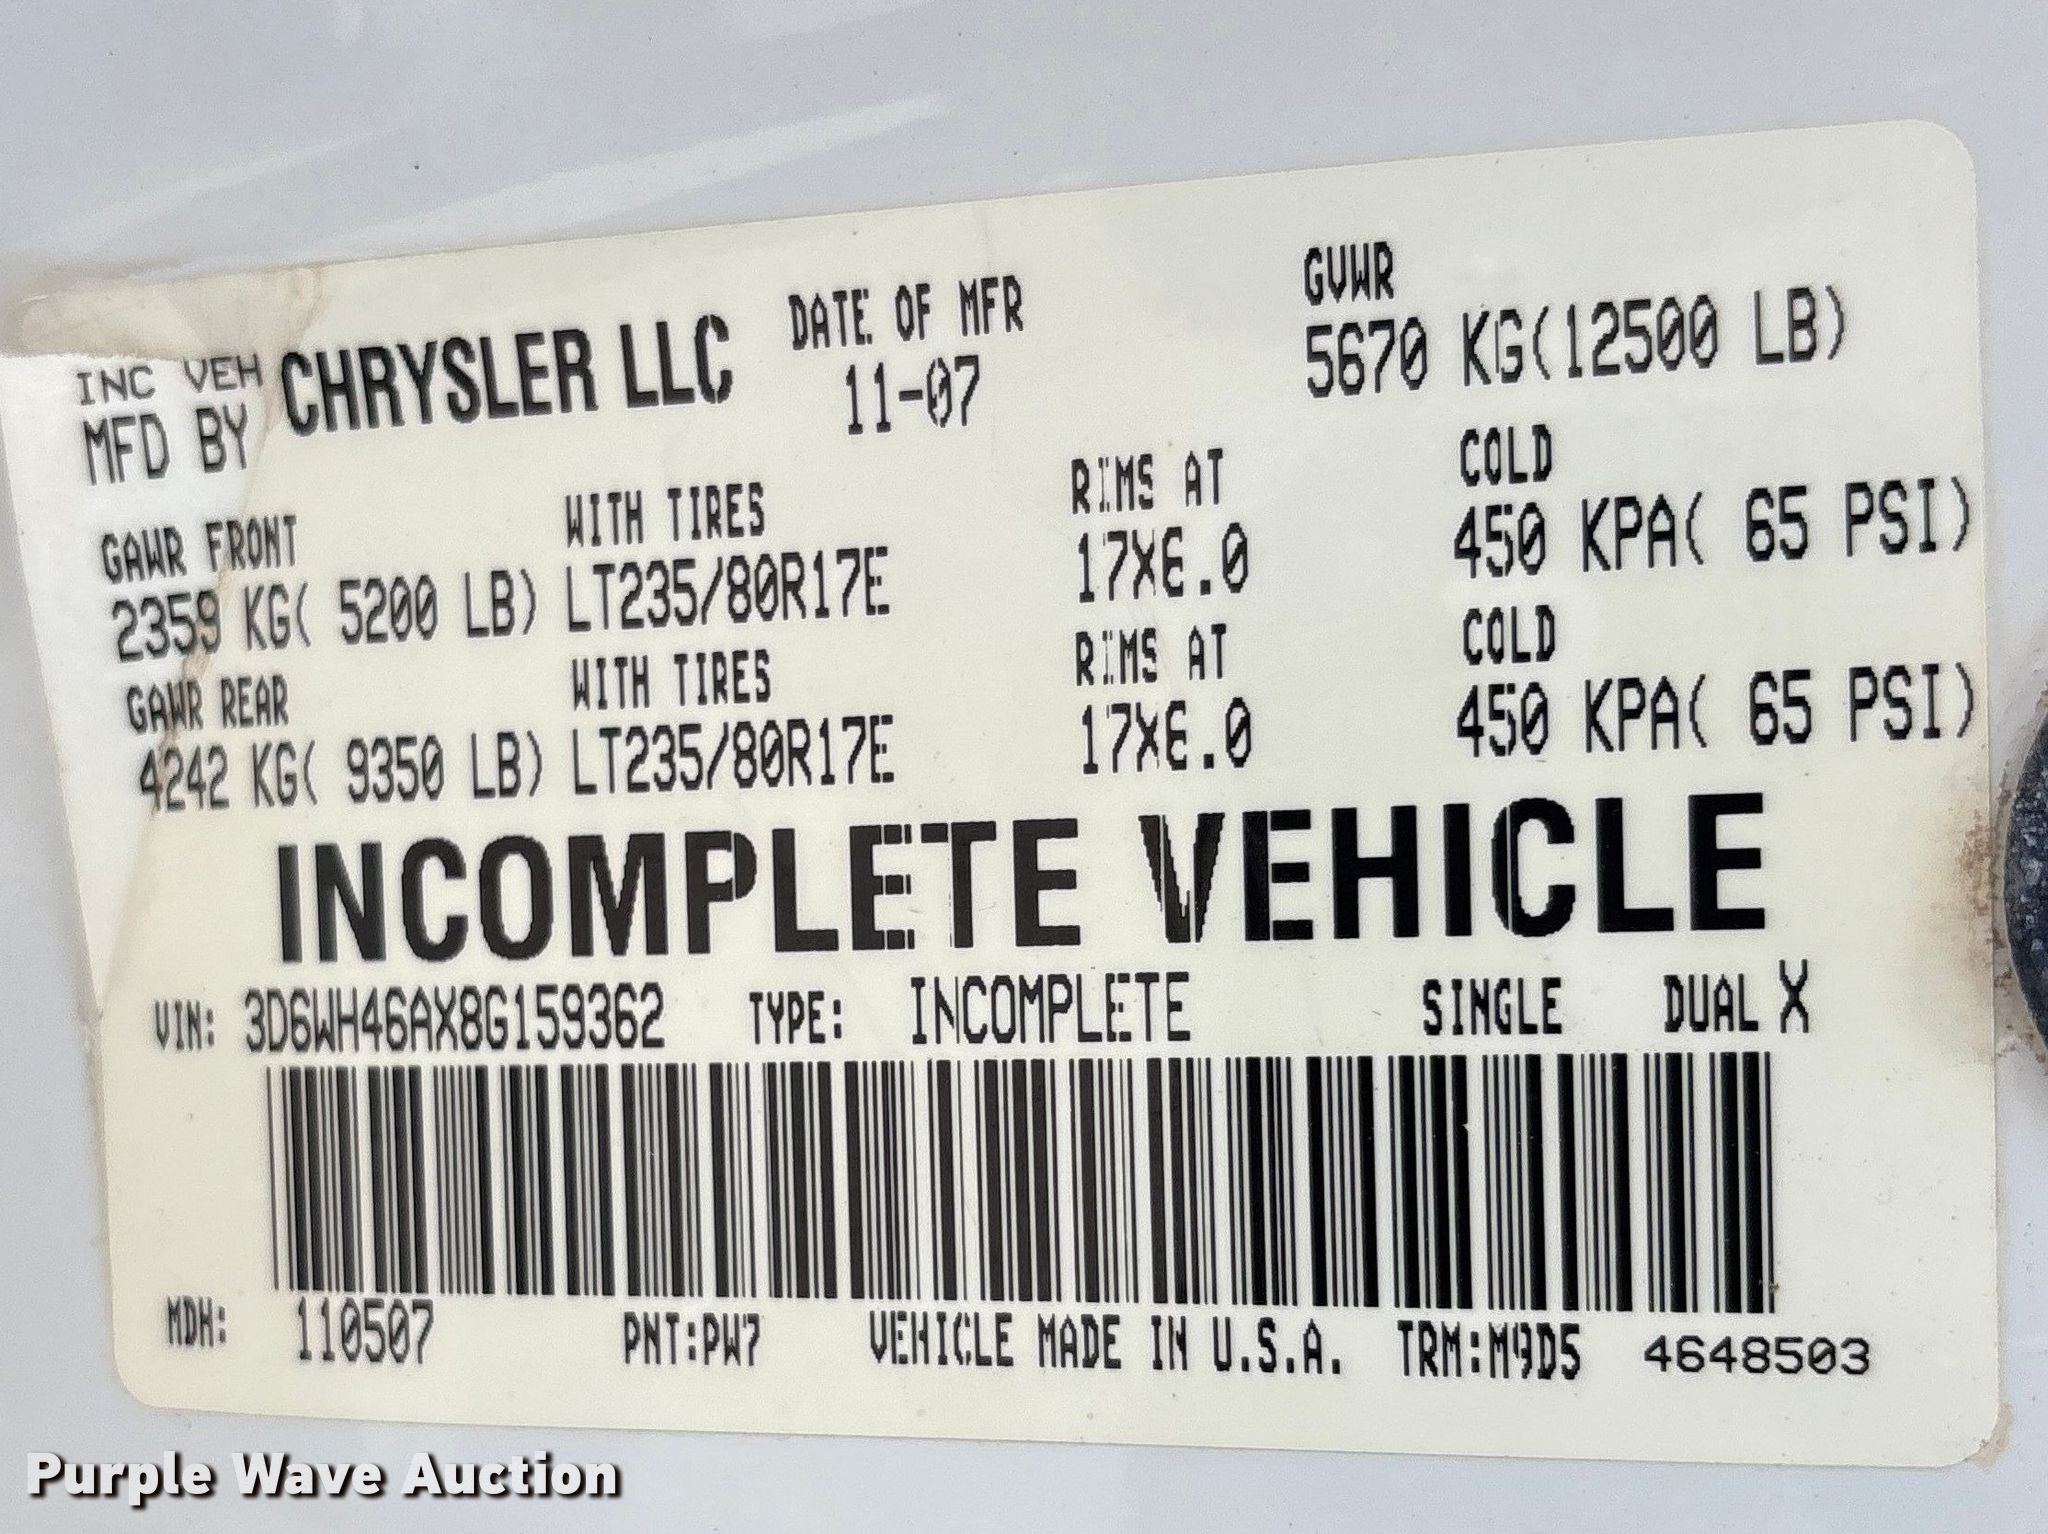 INC VEH
MFD BY CHRYSLER LLC
DATE OF MFR
11-07
GVWR
5670 KG(12500 LB)
GAWR FRONT WITH TIRES RIMS AT COLD
2359 KG( 5200 LB) LT235/80R17E 17X6.0 450 KPA( 65 PSI)
GAWR REAR WITH TIRES RIMS AT COLD
4242 KG( 9350 LB) LT235/80R17E 17X6.0 450 KPA( 65 PSI)
INCOMPLETE VEHICLE
VIN: 3D6WH46AX8G159362 TYPE: INCOMPLETE SINGLE DUAL X
MDH: 110507 PNT:PW7 VEHICLE MADE IN U.S.A. TRM:M9D5 4648503
Purple Wave Auction